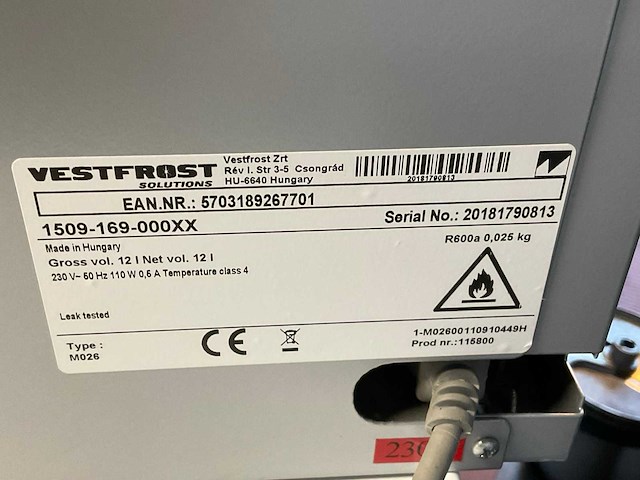 VESTFROST
SOLUTIONS
Vestfrost Zrt
Rév I. Str 3-5 Csongrád
HU-6640 Hungary
20181790813
EAN.NR.: 5703189267701
1509-169-000XX
Serial No.: 20181790813
Made in Hungary
Gross vol. 12 l Net vol. 12 l
230 V~ 50 Hz 110 W 0,6 A Temperature class 4
R600a 0,025 kg
Leak tested
Type :
M026
CE
1-M02600110910449H
Prod nr.:115800